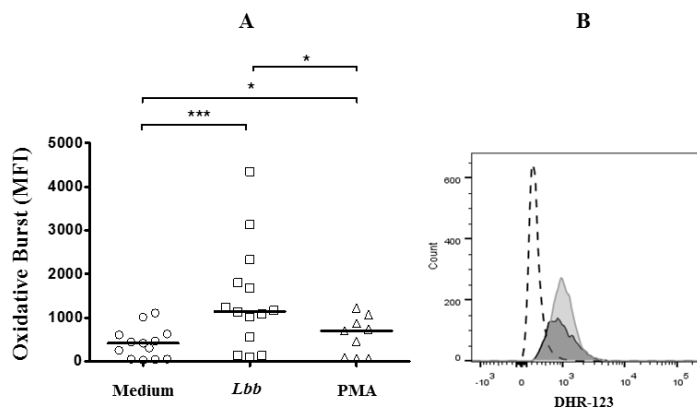 A
B
*
*
***
5000
4000
3000
2000
1000
0
Oxidative Burst (MFI)
Medium
Lbb
PMA
600
400
200
0
Count
-10³
0
10³
10⁴
10⁵
DHR-123